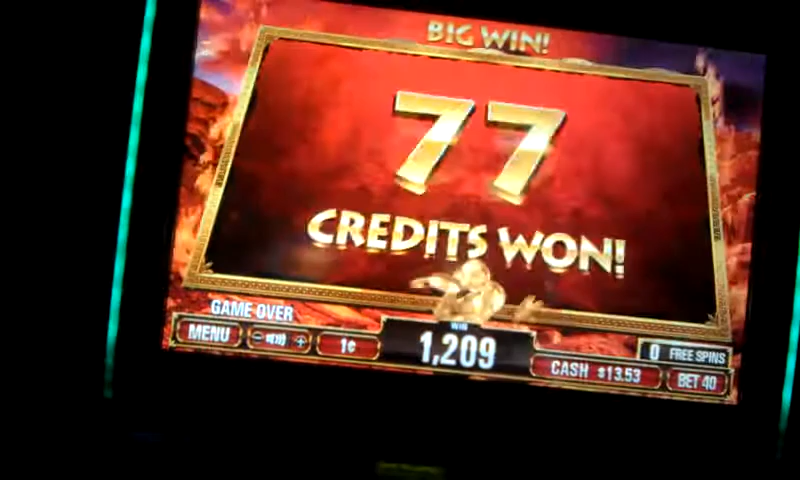 BIG WIN!
77
CREDITS WON!
GAME OVER
MENU
1¢
WIN
1,209
CASH $13.53
0 FREE SPINS
BET 40